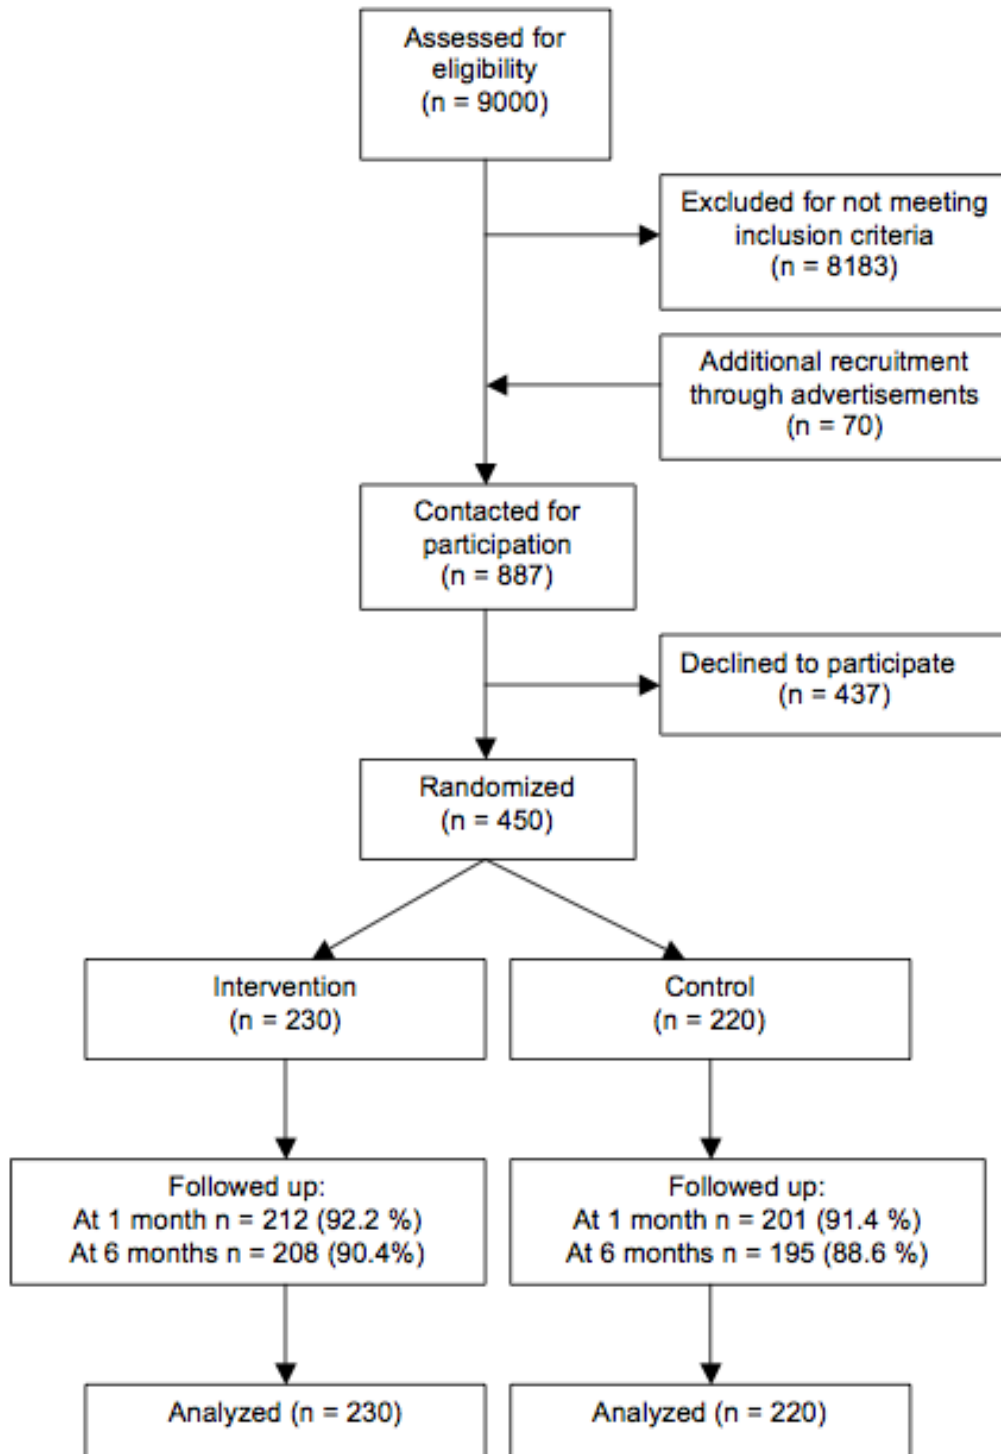 Assessed for
eligibility
(n = 9000)
Excluded for not meeting
inclusion criteria
(n = 8183)
Additional recruitment
through advertisements
(n = 70)
Contacted for
participation
(n = 887)
Declined to participate
(n = 437)
Randomized
(n = 450)
Intervention
(n = 230)
Control
(n = 220)
Followed up:
At 1 month n = 212 (92.2 %)
At 6 months n = 208 (90.4%)
Followed up:
At 1 month n = 201 (91.4 %)
At 6 months n = 195 (88.6 %)
Analyzed (n = 230)
Analyzed (n = 220)